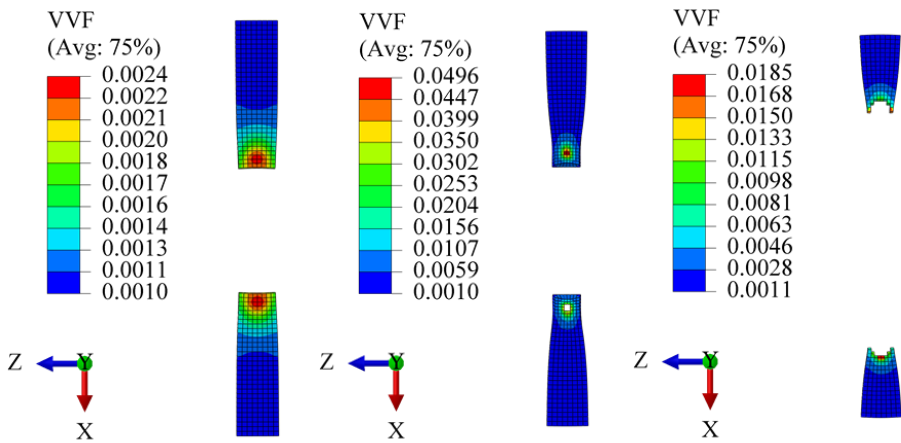 VVF
(Avg: 75%)
0.0024
0.0022
0.0021
0.0020
0.0018
0.0017
0.0016
0.0014
0.0013
0.0011
0.0010
Z
Y
X
VVF
(Avg: 75%)
0.0496
0.0447
0.0399
0.0350
0.0302
0.0253
0.0204
0.0156
0.0107
0.0059
0.0010
Z
Y
X
VVF
(Avg: 75%)
0.0185
0.0168
0.0150
0.0133
0.0115
0.0098
0.0081
0.0063
0.0046
0.0028
0.0011
Z
Y
X